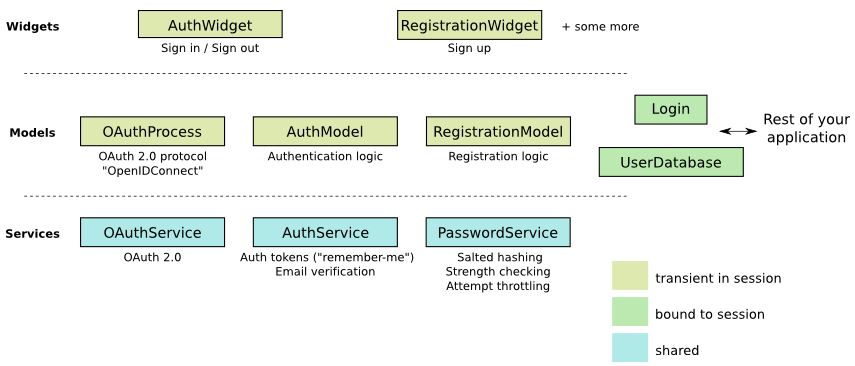 Widgets
AuthWidget
Sign in / Sign out
RegistrationWidget
Sign up
+ some more
Models
OAuthProcess
OAuth 2.0 protocol
"OpenIDConnect"
AuthModel
Authentication logic
RegistrationModel
Registration logic
Login
UserDatabase
Rest of your
application
Services
OAuthService
OAuth 2.0
AuthService
Auth tokens ("remember-me")
Email verification
PasswordService
Salted hashing
Strength checking
Attempt throttling
transient in session
bound to session
shared